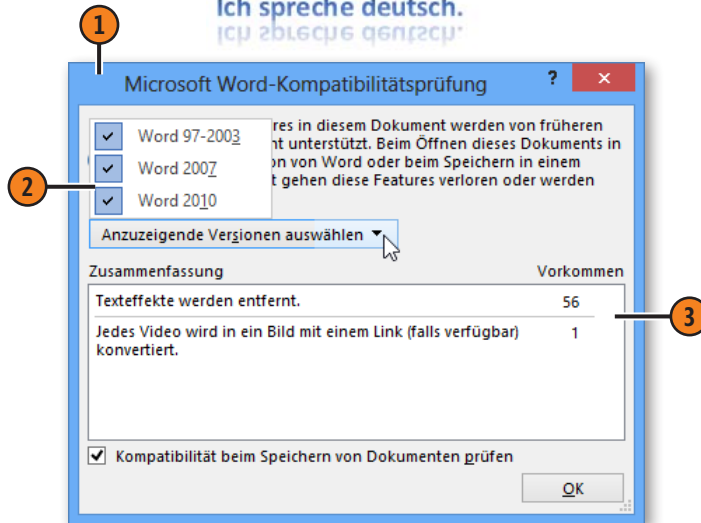 Ich spreche deutsch.
1
Microsoft Word-Kompatibilitätsprüfung
?
Word 97-2003
Word 2007
Word 2010
res in diesem Dokument werden von früheren
nt unterstützt. Beim Öffnen dieses Dokuments in
on von Word oder beim Speichern in einem
t gehen diese Features verloren oder werden
2
Anzuzeigende Versionen auswählen
Zusammenfassung Vorkommen
Texteffekte werden entfernt. 56
3
Jedes Video wird in ein Bild mit einem Link (falls verfügbar) 1
konvertiert.
Kompatibilität beim Speichern von Dokumenten prüfen
OK